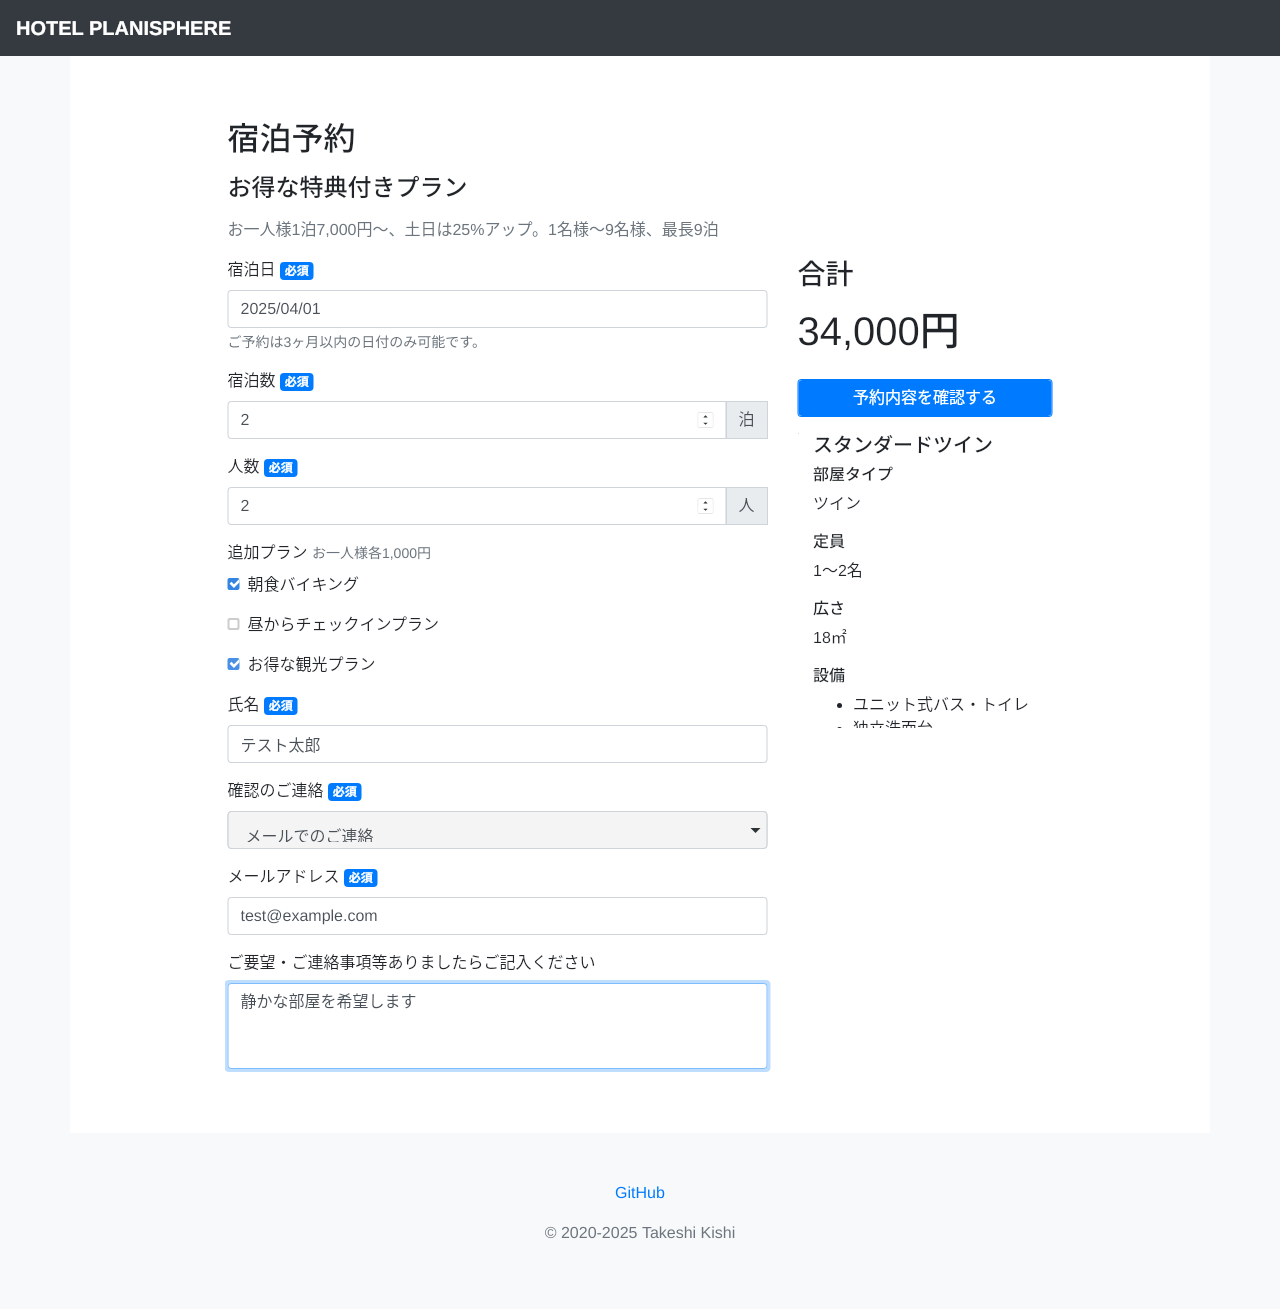 HOTEL PLANISPHERE
宿泊予約
お得な特典付きプラン
お一人様1泊7,000円〜、土日は25%アップ。1名様〜9名様、最長9泊
宿泊日 必須
2025/04/01
ご予約は3ヶ月以内の日付のみ可能です。
宿泊数 必須
2 泊
人数 必須
2 人
追加プラン お一人様各1,000円
朝食バイキング
昼からチェックインプラン
お得な観光プラン
氏名 必須
テスト太郎
確認のご連絡 必須
メールでのご連絡
メールアドレス 必須
test@example.com
ご要望・ご連絡事項等ありましたらご記入ください
静かな部屋を希望します
合計
34,000円
予約内容を確認する
スタンダードツイン
部屋タイプ
ツイン
定員
1〜2名
広さ
18㎡
設備
ユニット式バス・トイレ
独立洗面台
GitHub
© 2020-2025 Takeshi Kishi